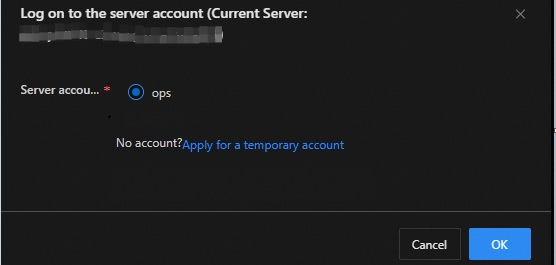 Log on to the server account (Current Server:
Server accou... * ops
No account?Apply for a temporary account
Cancel OK